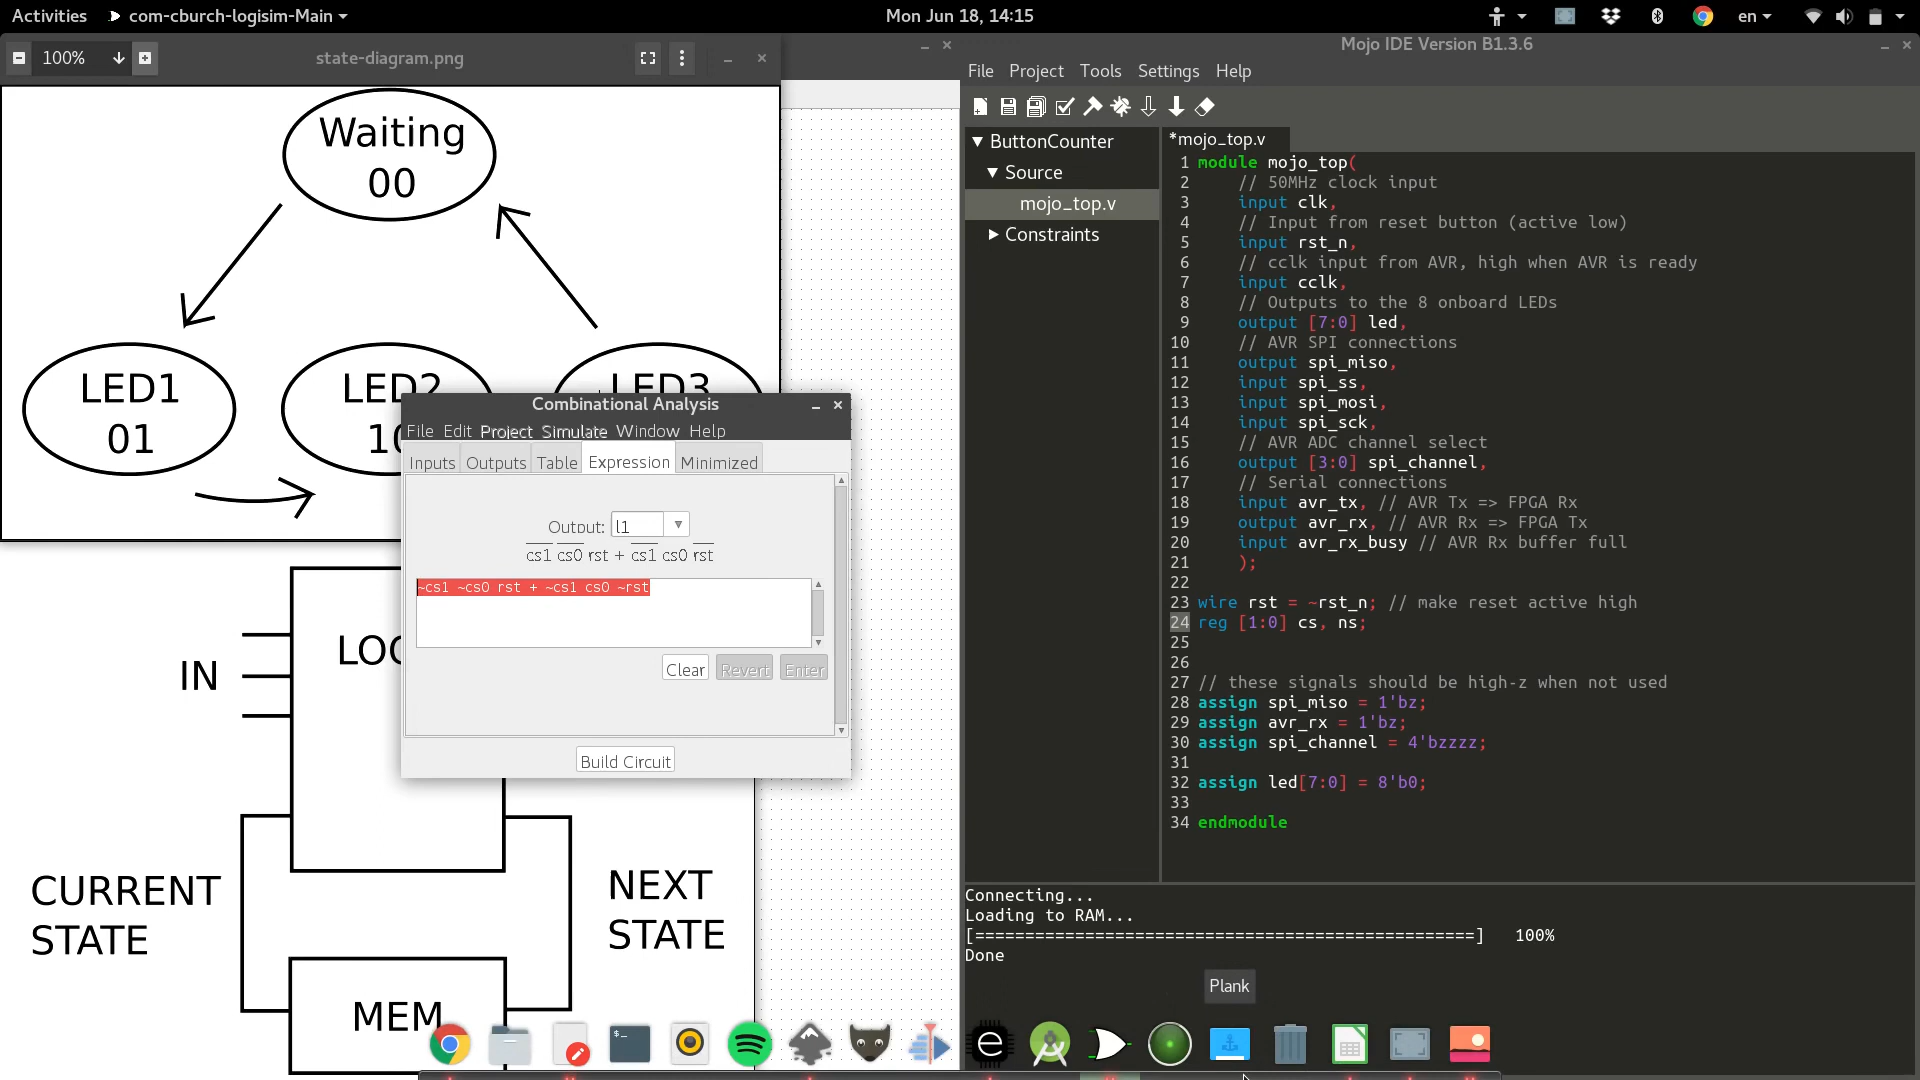 Activities
com-cburch-logisim-Main
Mon Jun 18, 14:15
en
100%
state-diagram.png
Waiting
00
LED1
01
LED2
10
LED3
IN
CURRENT
STATE
NEXT
STATE
MEM
Combinational Analysis
File Edit Project Simulate Window Help
Inputs Outputs Table Expression Minimized
Output: l1
cs1 cs0 rst + cs1 cs0 rst
~cs1 ~cs0 rst + ~cs1 cs0 ~rst
Clear Revert Enter
Build Circuit
Mojo IDE Version B1.3.6
File Project Tools Settings Help
ButtonCounter
Source
mojo_top.v
Constraints
*mojo_top.v
1 module mojo_top(
2 // 50MHz clock input
3 input clk,
4 // Input from reset button (active low)
5 input rst_n,
6 // cclk input from AVR, high when AVR is ready
7 input cclk,
8 // Outputs to the 8 onboard LEDs
9 output [7:0] led,
10 // AVR SPI connections
11 output spi_miso,
12 input spi_ss,
13 input spi_mosi,
14 input spi_sck,
15 // AVR ADC channel select
16 output [3:0] spi_channel,
17 // Serial connections
18 input avr_tx, // AVR Tx => FPGA Rx
19 output avr_rx, // AVR Rx => FPGA Tx
20 input avr_rx_busy // AVR Rx buffer full
21 );
22
23 wire rst = ~rst_n; // make reset active high
24 reg [1:0] cs, ns;
25
26
27 // these signals should be high-z when not used
28 assign spi_miso = 1'bz;
29 assign avr_rx = 1'bz;
30 assign spi_channel = 4'bzzzz;
31
32 assign led[7:0] = 8'b0;
33
34 endmodule
Connecting...
Loading to RAM...
[==================================================] 100%
Done
Plank